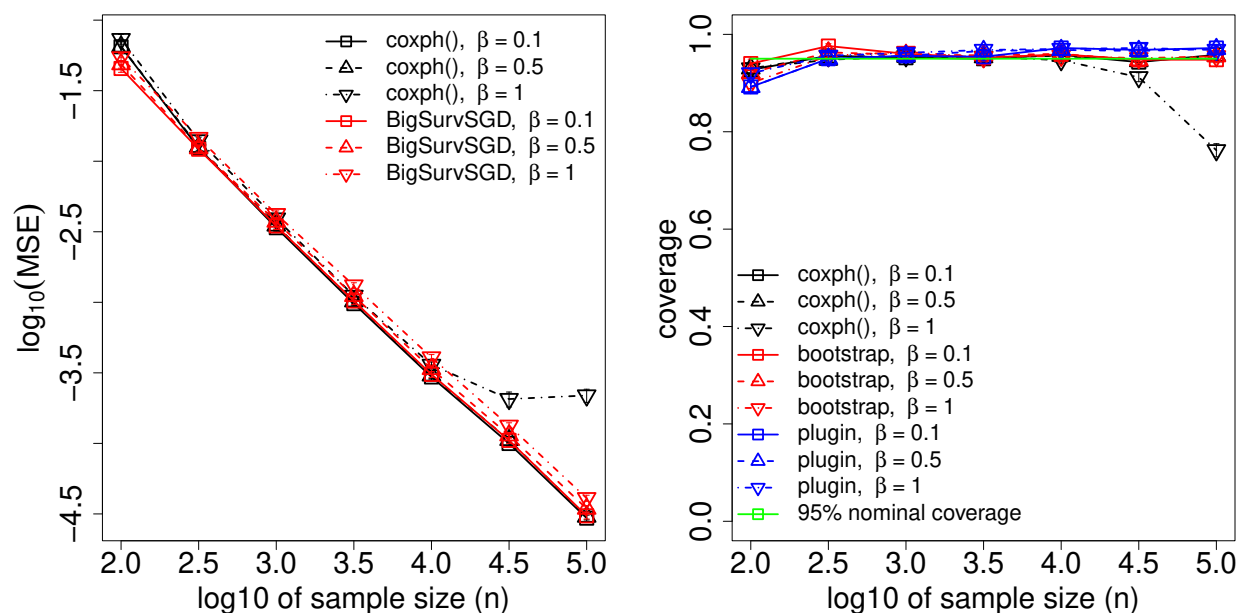 coxph(), β = 0.1
coxph(), β = 0.5
coxph(), β = 1
BigSurvSGD, β = 0.1
BigSurvSGD, β = 0.5
BigSurvSGD, β = 1
log₁₀(MSE)
−1.5
−2.5
−3.5
−4.5
2.0 2.5 3.0 3.5 4.0 4.5 5.0
log10 of sample size (n)
coverage
1.0
0.8
0.6
0.4
0.2
0.0
coxph(), β = 0.1
coxph(), β = 0.5
coxph(), β = 1
bootstrap, β = 0.1
bootstrap, β = 0.5
bootstrap, β = 1
plugin, β = 0.1
plugin, β = 0.5
plugin, β = 1
95% nominal coverage
2.0 2.5 3.0 3.5 4.0 4.5 5.0
log10 of sample size (n)